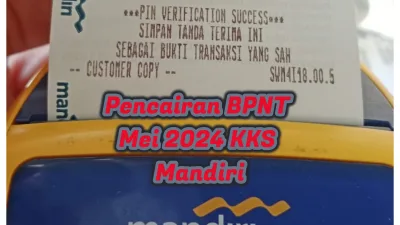 ***PIN VERIFICATION SUCCESS***
SIMPAN TANDA TERIMA INI
SEBAGAI BUKTI TRANSAKSI YANG SAH
-- CUSTOMER COPY --
SWM4I18.00.5
Pencairan BPNT
Mei 2024 KKS
Mandiri